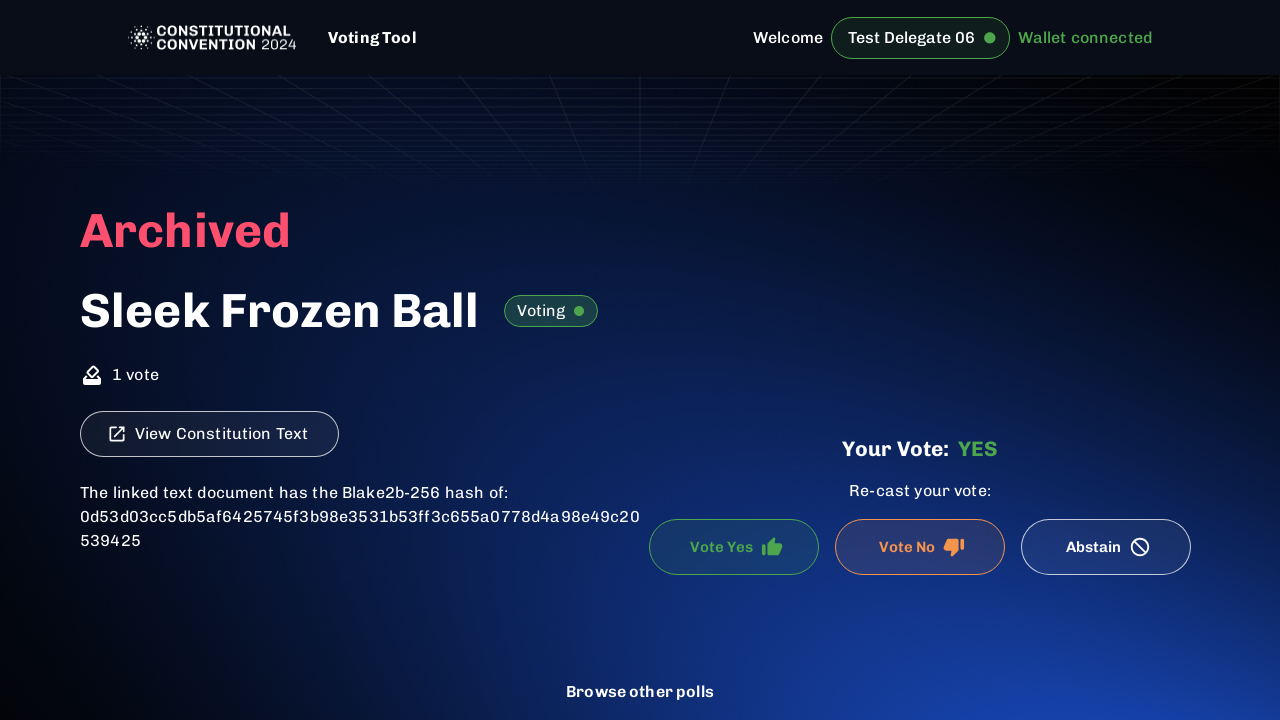 CONSTITUTIONAL
CONVENTION 2024
Voting Tool
Welcome
Test Delegate 06
Wallet connected
Archived
Sleek Frozen Ball
Voting
1 vote
View Constitution Text
The linked text document has the Blake2b-256 hash of:
0d53d03cc5db5af6425745f3b98e3531b53ff3c655a0778d4a98e49c20
539425
Your Vote: YES
Re-cast your vote:
Vote Yes
Vote No
Abstain
Browse other polls